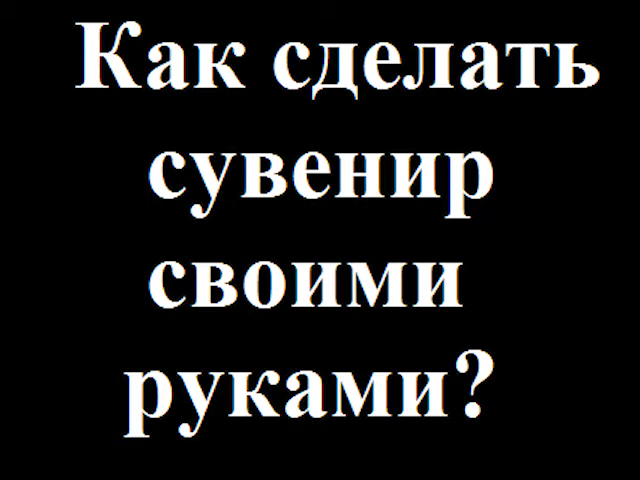 Как сделать
сувенир
своими
руками?